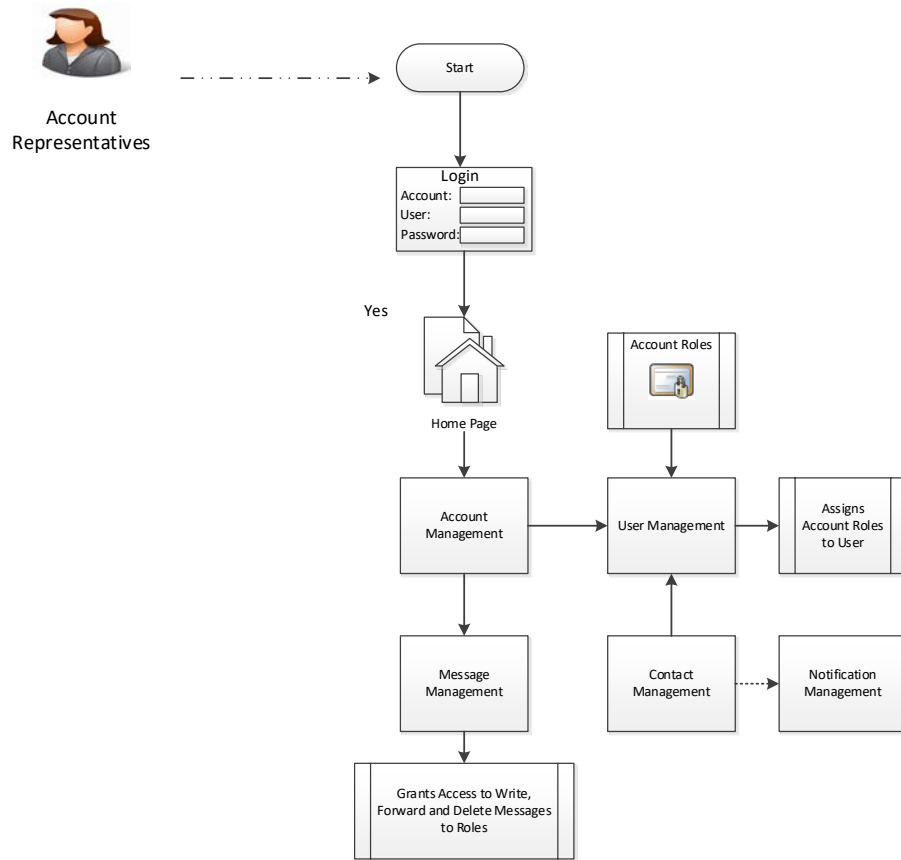 Start
Account
Representatives
Login
Account:
User:
Password:
Yes
Account Roles
Home Page
Account
Management
User Management
Assigns
Account Roles
to User
Message
Management
Contact
Management
Notification
Management
Grants Access to Write,
Forward and Delete Messages
to Roles